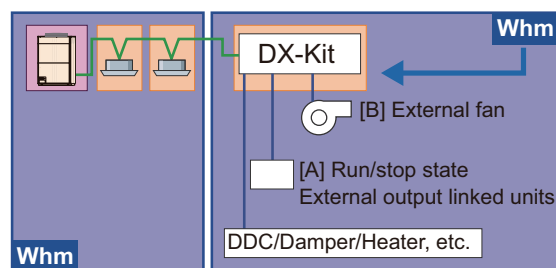 Whm
DX-Kit
[B] External fan
[A] Run/stop state
External output linked units
DDC/Damper/Heater, etc.
Whm